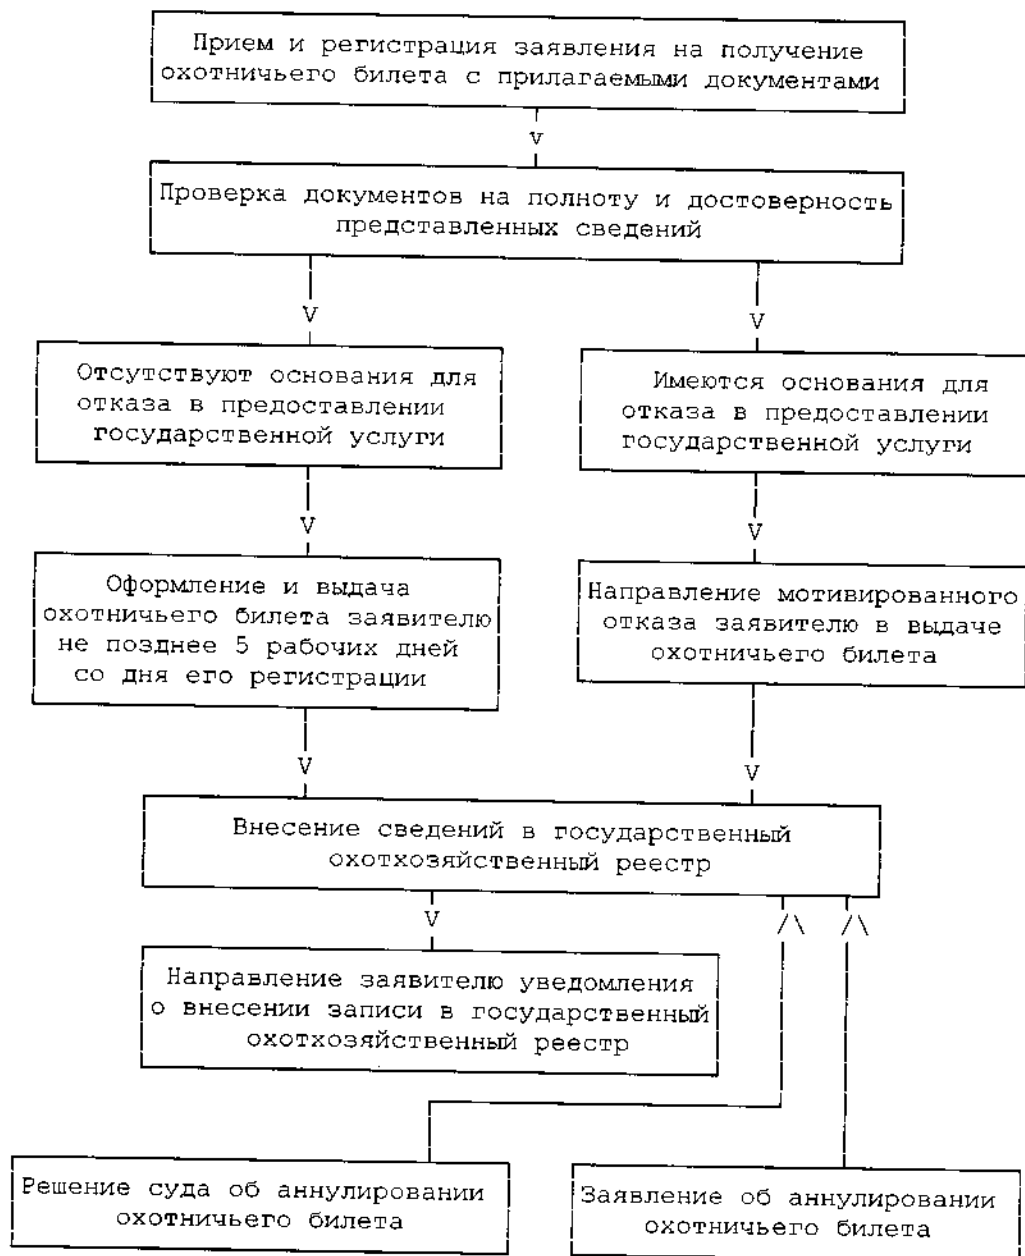 Прием и регистрация заявления на получение
охотничьего билета с прилагаемыми документами
Проверка документов на полноту и достоверность
представленных сведений
Отсутствуют основания для
отказа в предоставлении
государственной услуги
Имеются основания для
отказа в предоставлении
государственной услуги
Оформление и выдача
охотничьего билета заявителю
не позднее 5 рабочих дней
со дня его регистрации
Направление мотивированного
отказа заявителю в выдаче
охотничьего билета
Внесение сведений в государственный
охотхозяйственный реестр
Направление заявителю уведомления
о внесении записи в государственный
охотхозяйственный реестр
Решение суда об аннулировании
охотничьего билета
Заявление об аннулировании
охотничьего билета